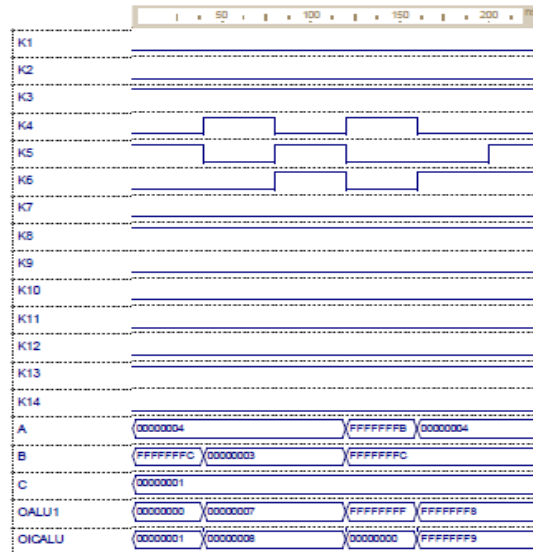 50 100 150 200 ns
K1
K2
K3
K4
K5
K6
K7
K8
K9
K10
K11
K12
K13
K14
A 00000004 FFFFFFFB 00000004
B FFFFFFFC 00000003 FFFFFFFC
C 00000001
OALU1 00000000 00000007 FFFFFFFF FFFFFFF8
OICALU 00000001 00000008 00000000 FFFFFFF9